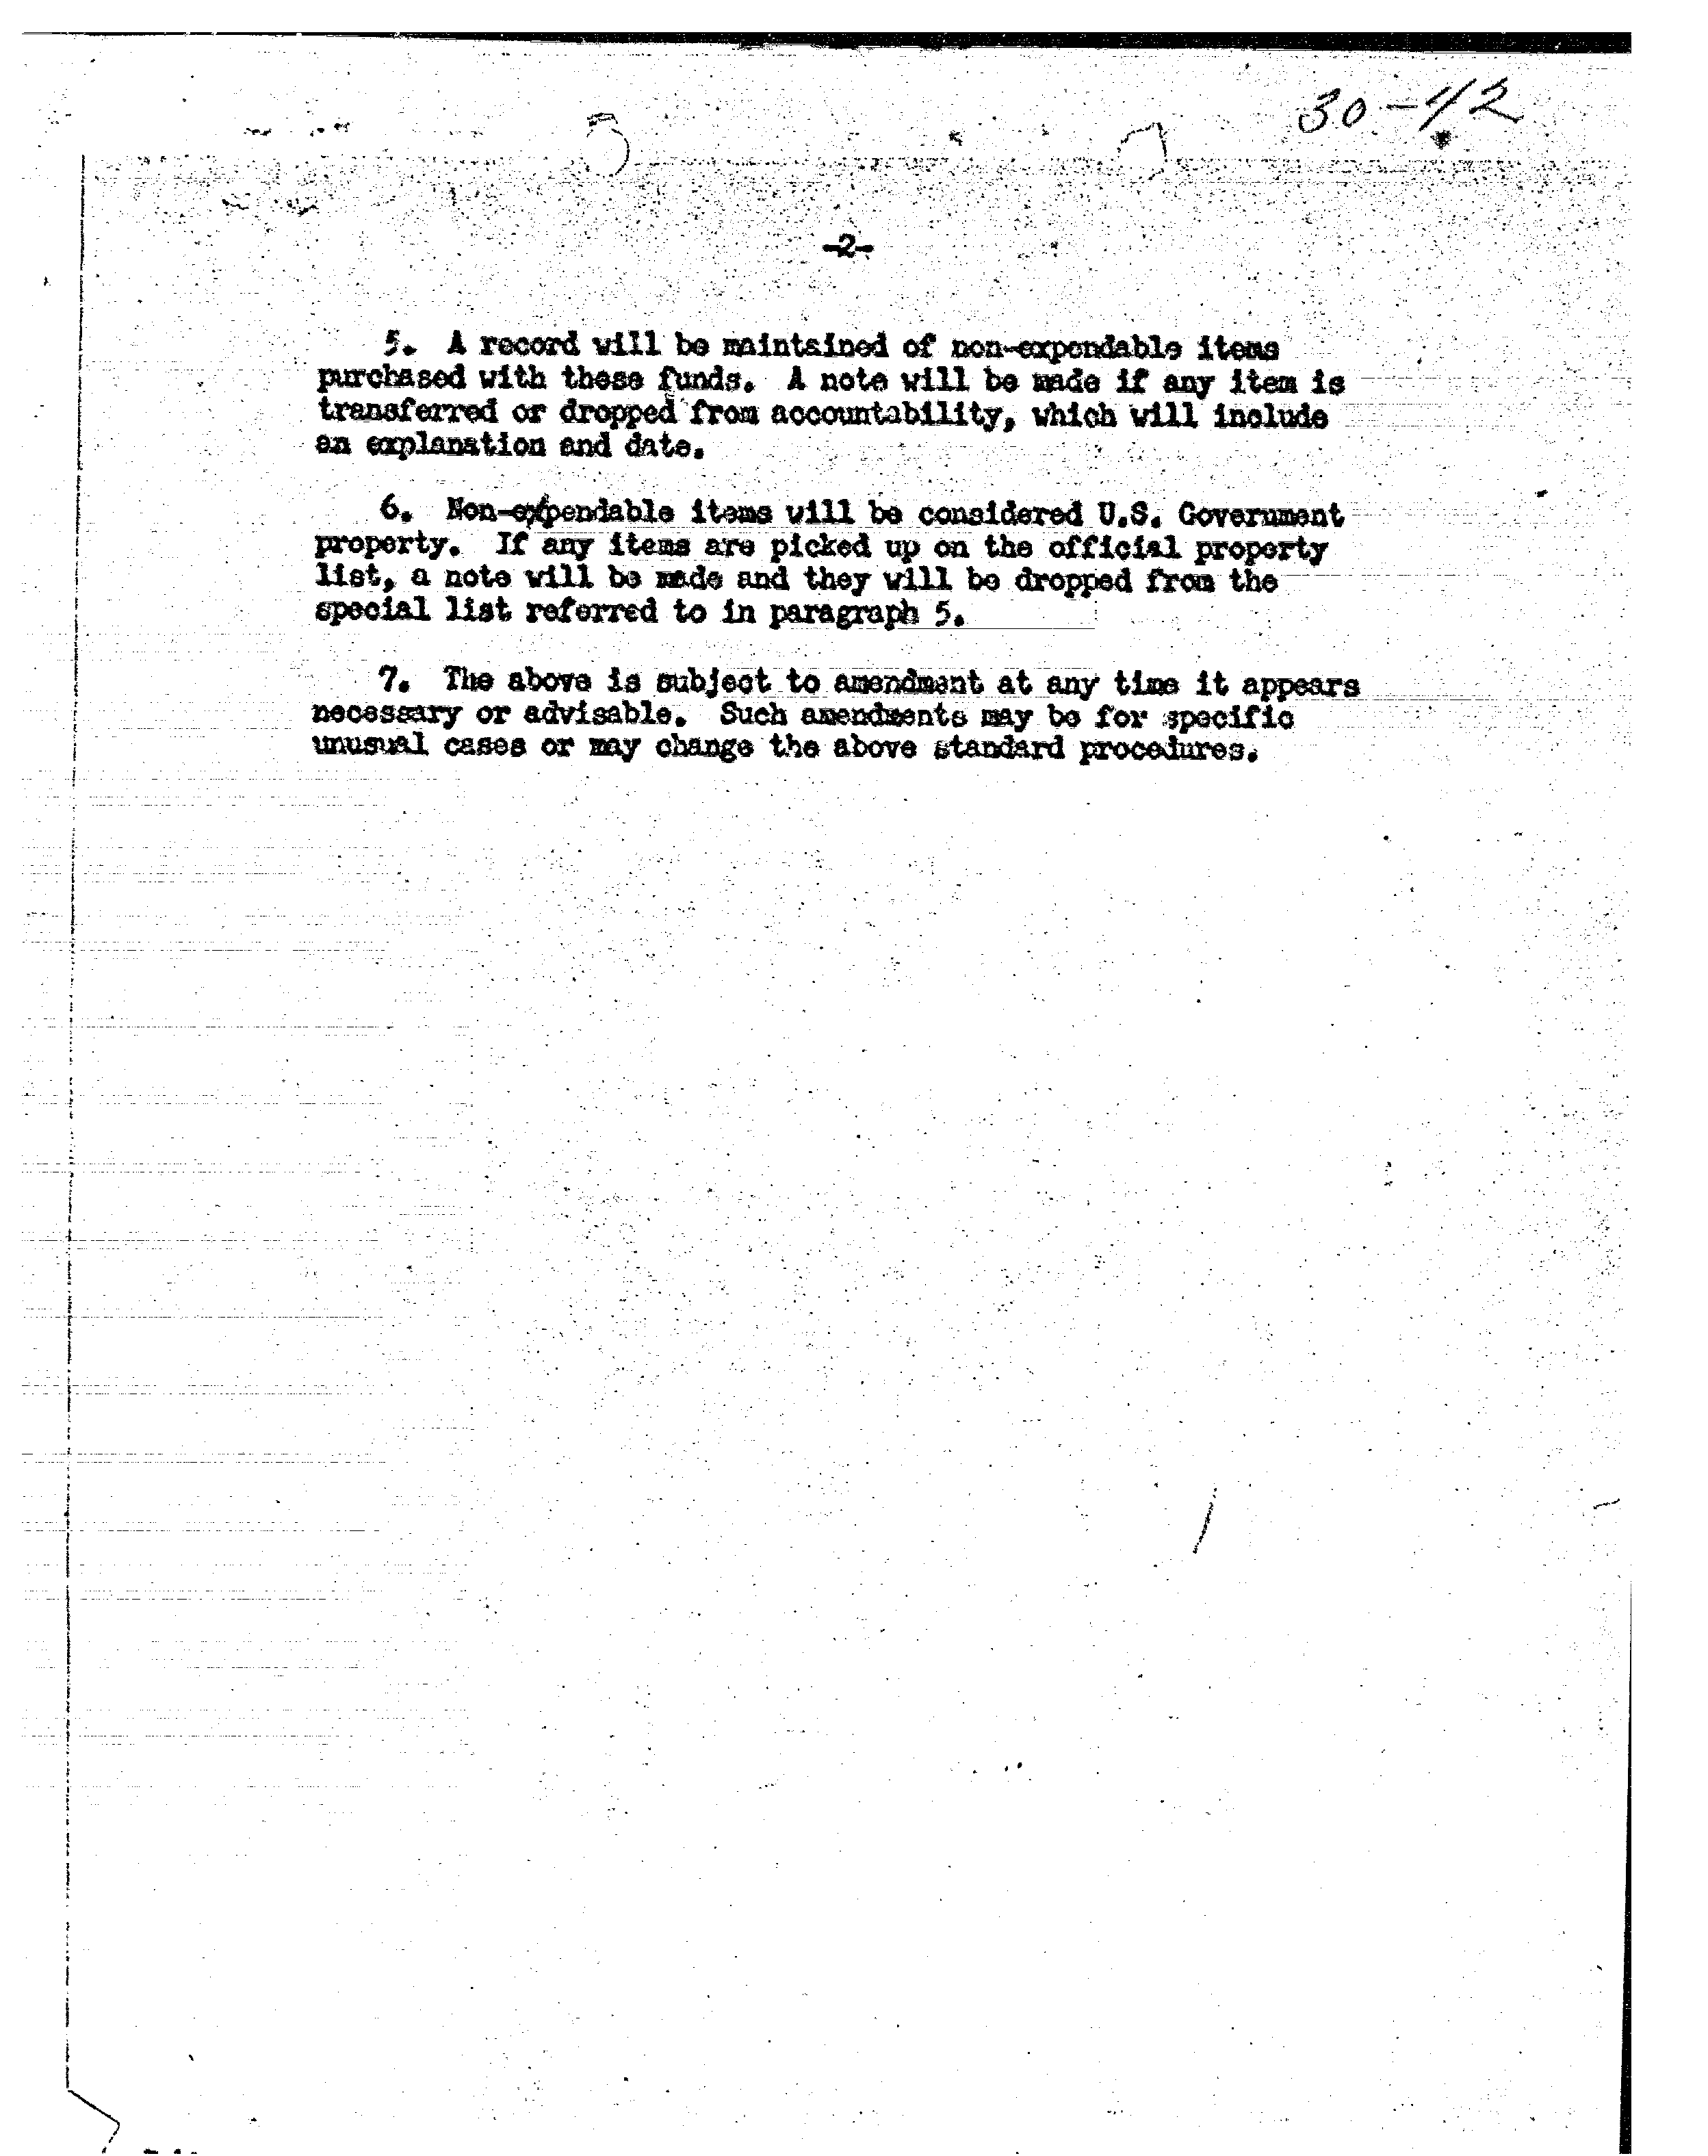 30-42
-2-
5. A record will be maintained of non-expendable items
purchased with these funds. A note will be made if any item is
transferred or dropped from accountability, which will include
an explanation and date.
6. Non-expendable items will be considered U.S. Government
property. If any items are picked up on the official property
list, a note will be made and they will be dropped from the
special list referred to in paragraph 5.
7. The above is subject to amendment at any time it appears
necessary or advisable. Such amendments may be for specific
unusual cases or may change the above standard procedures.